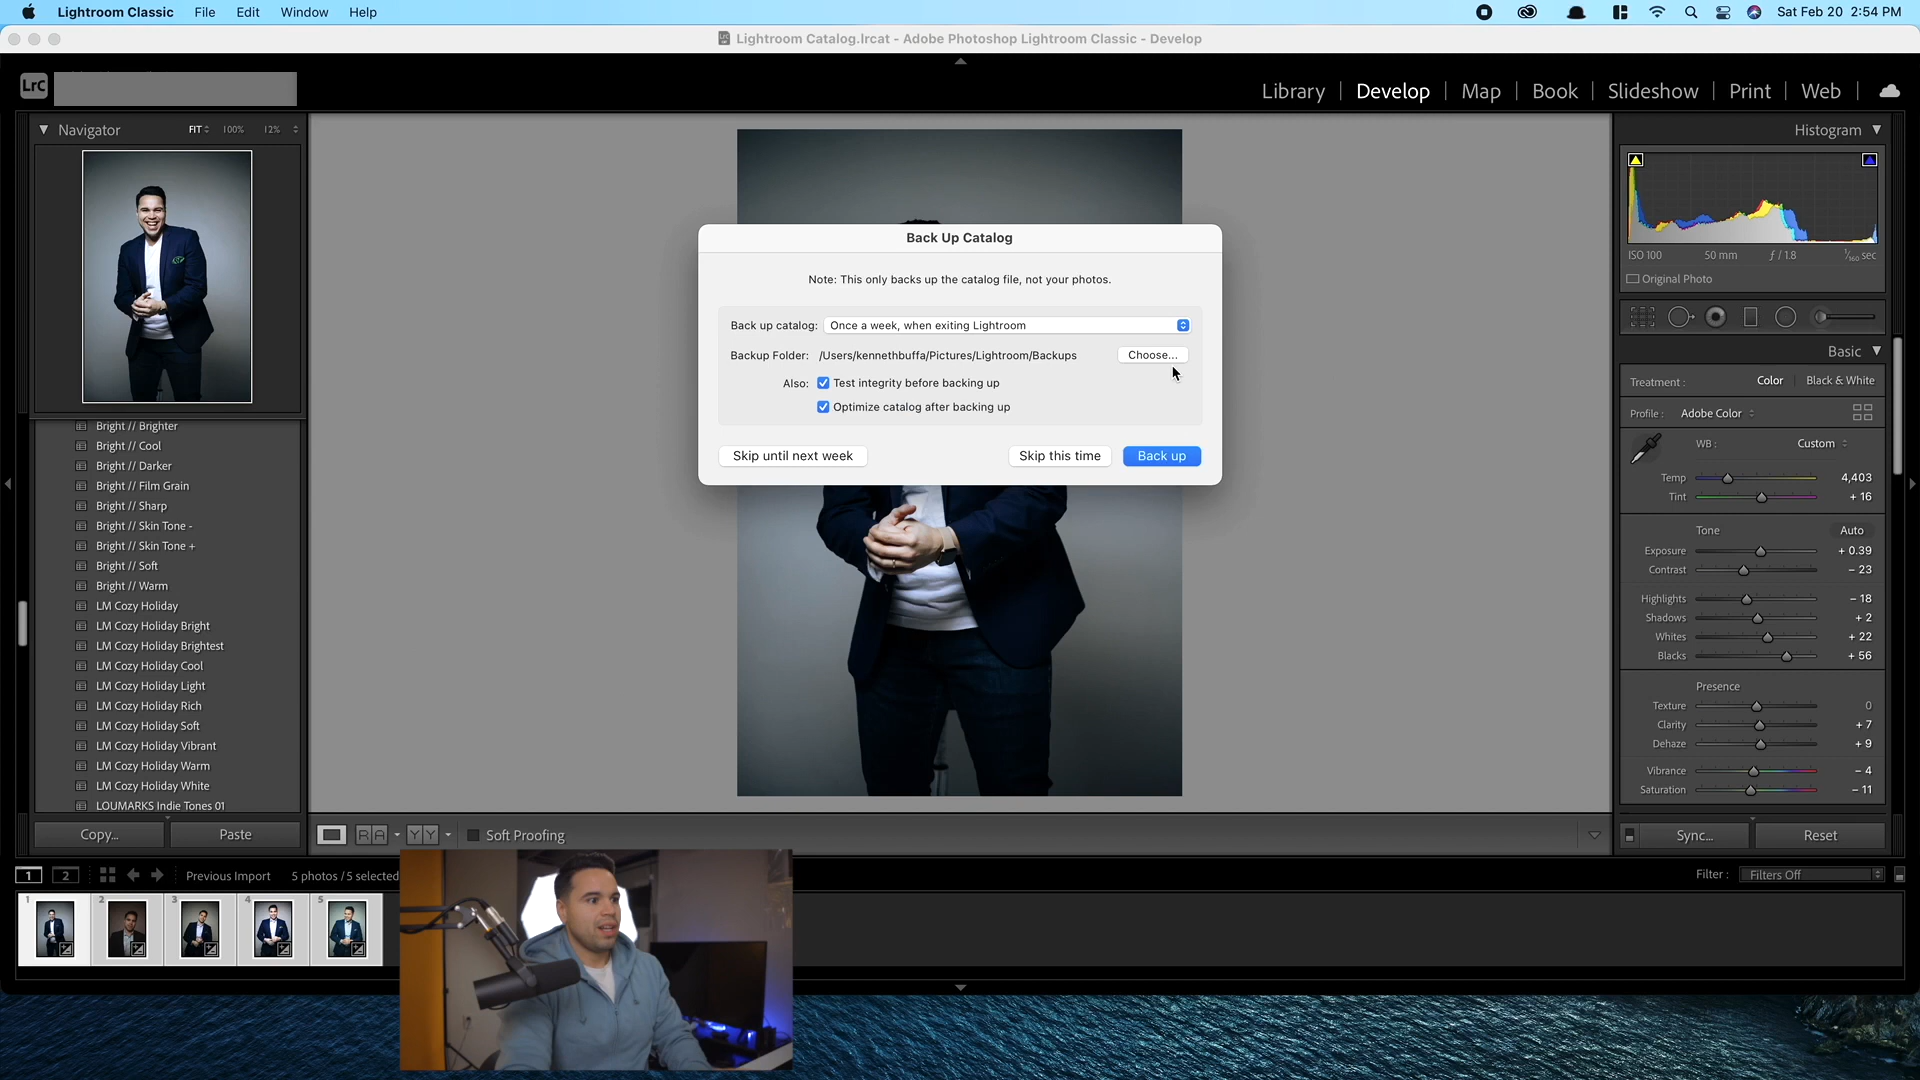 Lightroom Classic File Edit Window Help Sat Feb 20 2:54 PM
LrC Lightroom Catalog.lrcat - Adobe Photoshop Lightroom Classic - Develop
LrC
Library | Develop | Map | Book | Slideshow | Print | Web |
Navigator FIT 100% 12%
Bright // Brighter
Bright // Cool
Bright // Darker
Bright // Film Grain
Bright // Sharp
Bright // Skin Tone -
Bright // Skin Tone +
Bright // Soft
Bright // Warm
LM Cozy Holiday
LM Cozy Holiday Bright
LM Cozy Holiday Brightest
LM Cozy Holiday Cool
LM Cozy Holiday Light
LM Cozy Holiday Rich
LM Cozy Holiday Soft
LM Cozy Holiday Vibrant
LM Cozy Holiday Warm
LM Cozy Holiday White
LOUMARKS Indie Tones 01
Copy... Paste
Back Up Catalog
Note: This only backs up the catalog file, not your photos.
Back up catalog: Once a week, when exiting Lightroom
Backup Folder: /Users/kennethbuffa/Pictures/Lightroom/Backups Choose...
Also: Test integrity before backing up
Optimize catalog after backing up
Skip until next week Skip this time Back up
R A Y Y Soft Proofing
Histogram
ISO 100 50 mm ƒ / 1.8 1/160 sec
Original Photo
Basic
Treatment : Color Black & White
Profile : Adobe Color
WB : Custom
Temp 4,403
Tint + 16
Tone Auto
Exposure + 0.39
Contrast - 23
Highlights - 18
Shadows + 2
Whites + 22
Blacks + 56
Presence
Texture 0
Clarity + 7
Dehaze + 9
Vibrance - 4
Saturation - 11
Sync... Reset
1 2 Previous Import 5 photos / 5 selected
Filter : Filters Off
1 2 3 4 5